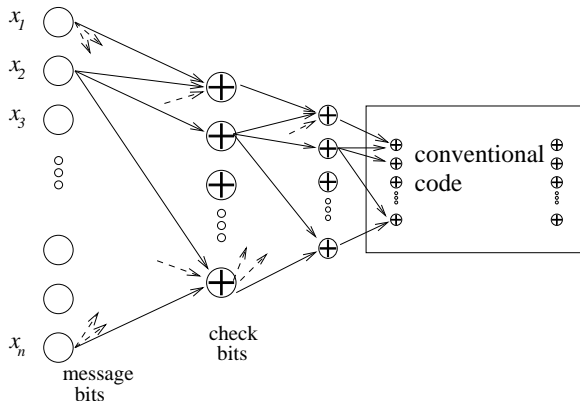 x1
x2
x3
xn
message
bits
check
bits
conventional
code